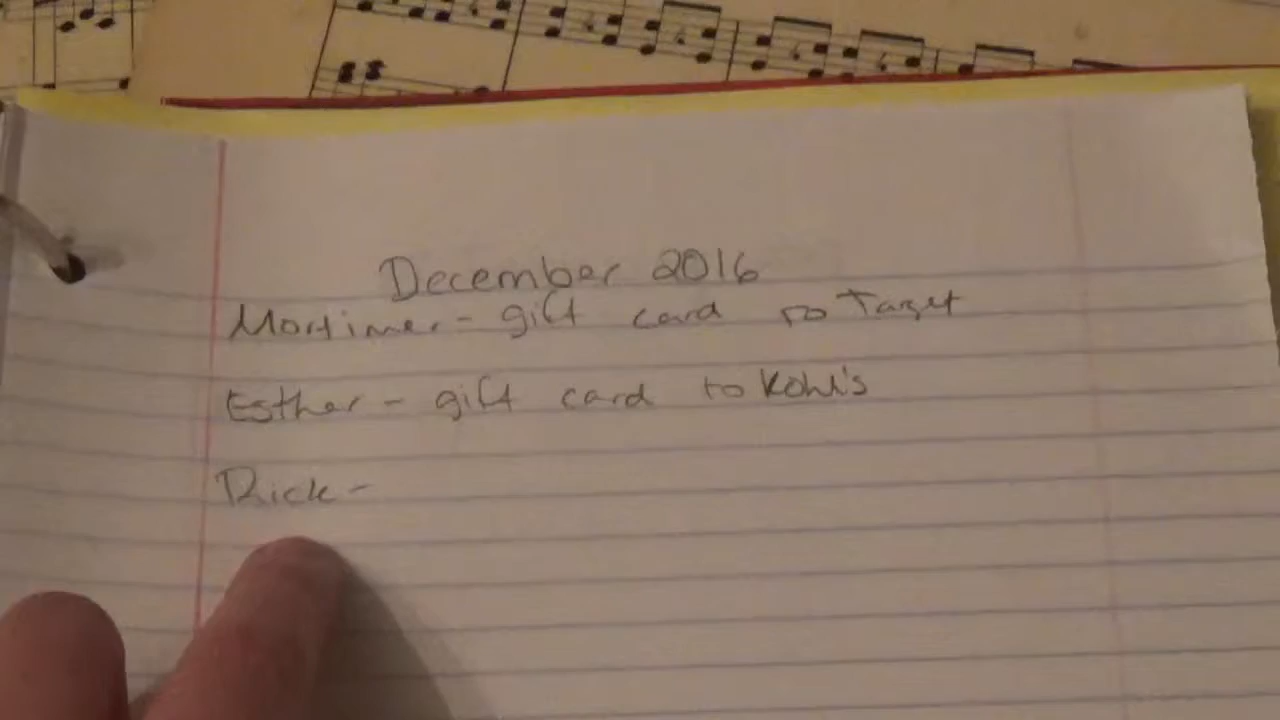 December 2016
Mortimer - gift card to Target
Esther - gift card to Kohl's
Rick -